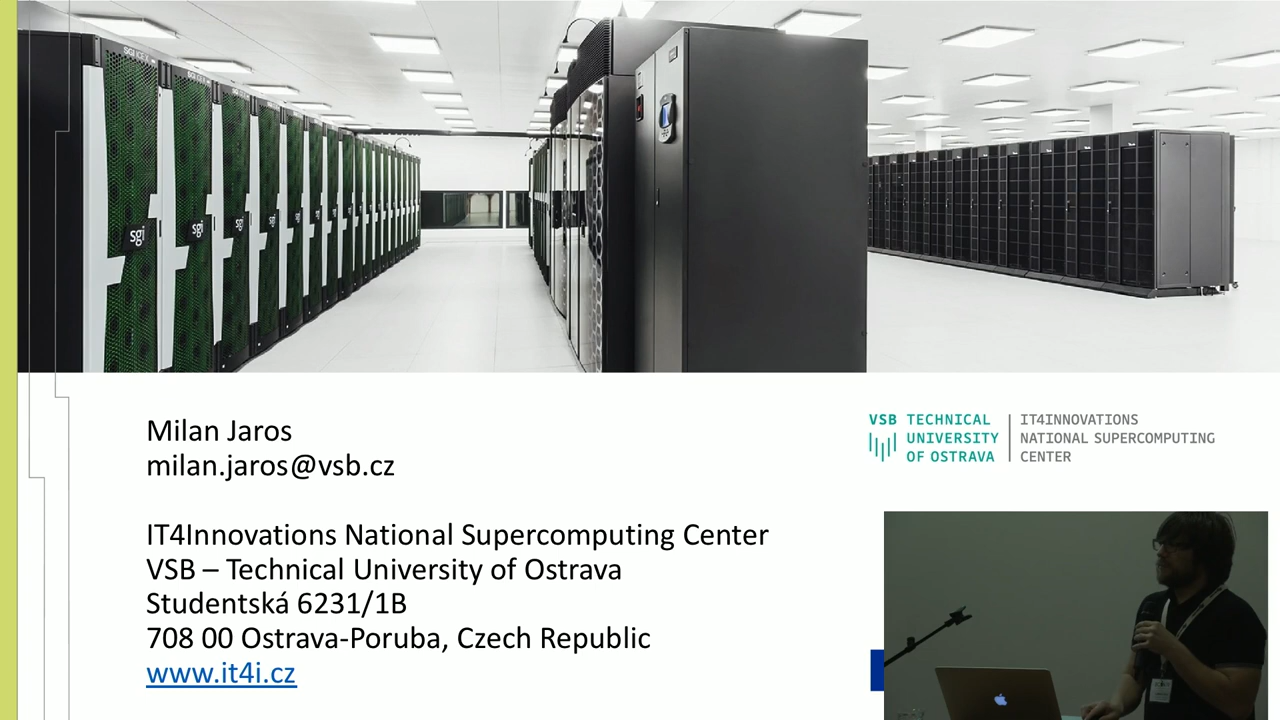 sgi
sgi
sgi
sgi
sgi
Milan Jaros
milan.jaros@vsb.cz
IT4Innovations National Supercomputing Center
VSB – Technical University of Ostrava
Studentská 6231/1B
708 00 Ostrava-Poruba, Czech Republic
www.it4i.cz
VSB TECHNICAL
UNIVERSITY
OF OSTRAVA
IT4INNOVATIONS
NATIONAL SUPERCOMPUTING
CENTER